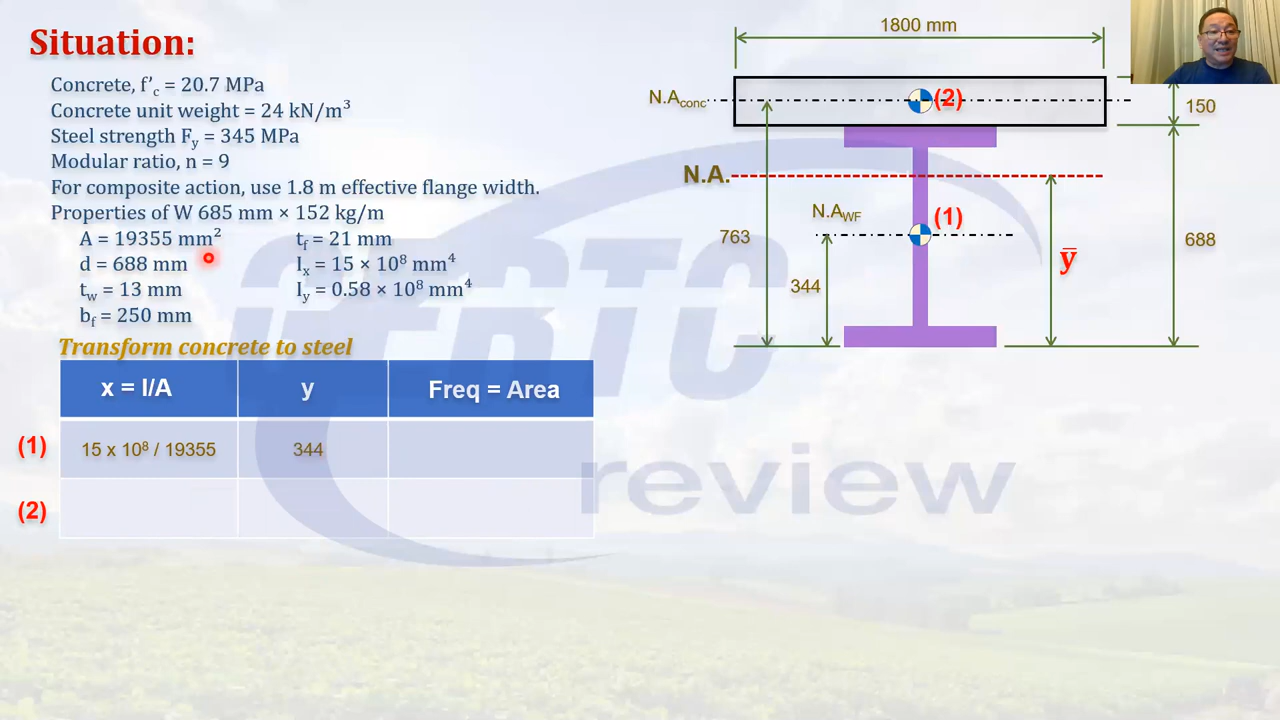 Situation:
Concrete, f'c = 20.7 MPa
Concrete unit weight = 24 kN/m³
Steel strength Fy = 345 MPa
Modular ratio, n = 9
For composite action, use 1.8 m effective flange width.
Properties of W 685 mm × 152 kg/m
A = 19355 mm² tf = 21 mm
d = 688 mm Ix = 15 × 10⁸ mm⁴
tw = 13 mm Iy = 0.58 × 10⁸ mm⁴
bf = 250 mm
Transform concrete to steel
x = I/A y Freq = Area
(1) 15 x 10⁸ / 19355 344
(2)
1800 mm
N.Aconc (2)
150
N.A.
N.AWF (1)
763
688
ȳ
344
review